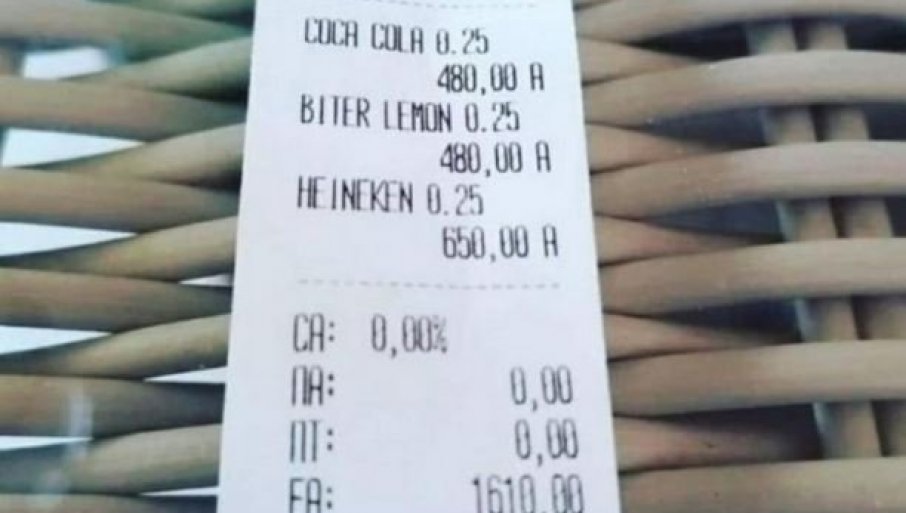 COCA COLA 0.25
480,00 A
BITER LEMON 0.25
480,00 A
HEINEKEN 0.25
650,00 A
CA: 0,00%
ПА: 0,00
ПТ: 0,00
ЕА: 1610,00